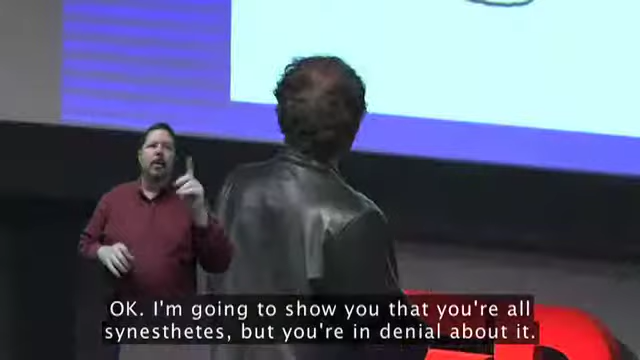 OK. I'm going to show you that you're all
synesthetes, but you're in denial about it.